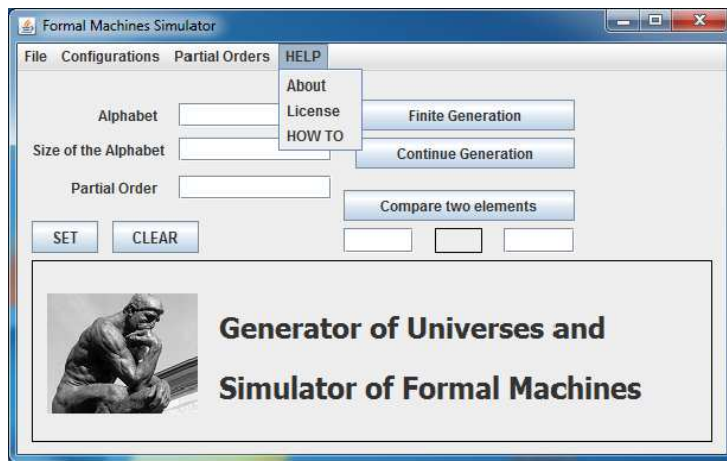 Formal Machines Simulator
File Configurations Partial Orders HELP
About
License
HOW TO
Alphabet
Finite Generation
Size of the Alphabet
Continue Generation
Partial Order
Compare two elements
SET CLEAR
Generator of Universes and
Simulator of Formal Machines